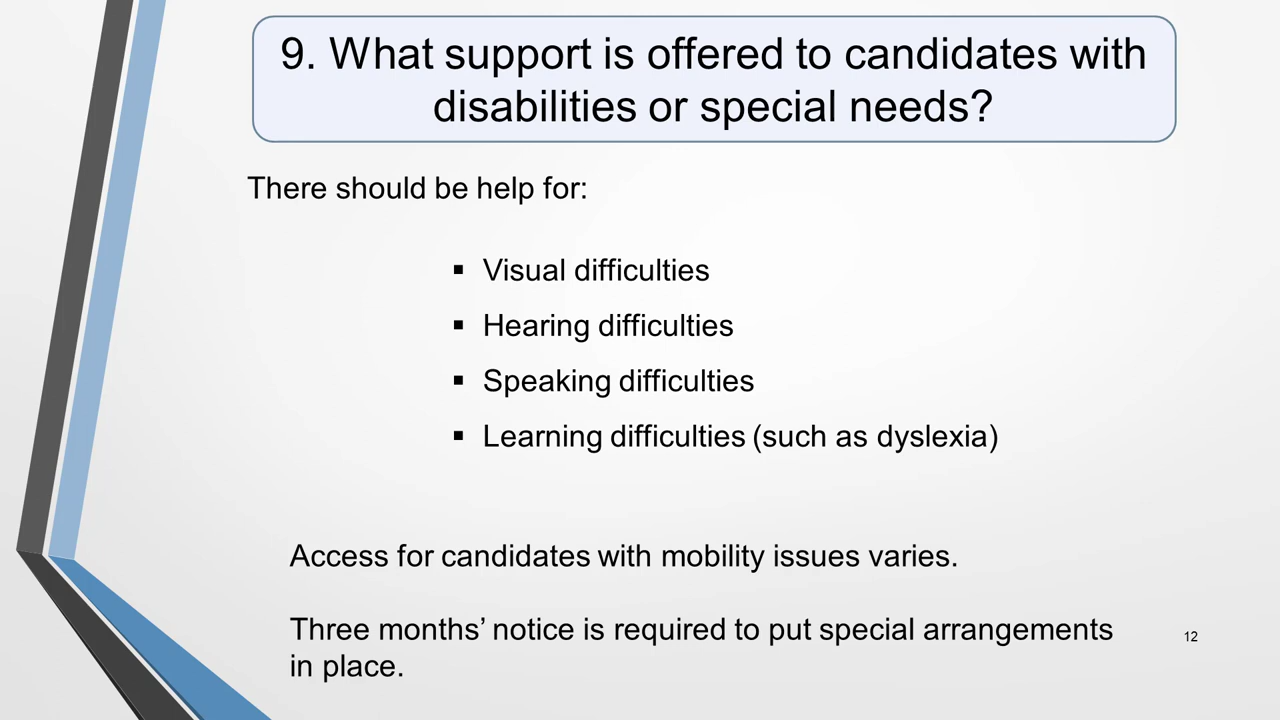 9. What support is offered to candidates with
disabilities or special needs?
There should be help for:
▪ Visual difficulties
▪ Hearing difficulties
▪ Speaking difficulties
▪ Learning difficulties (such as dyslexia)
Access for candidates with mobility issues varies.
Three months’ notice is required to put special arrangements
in place.
12